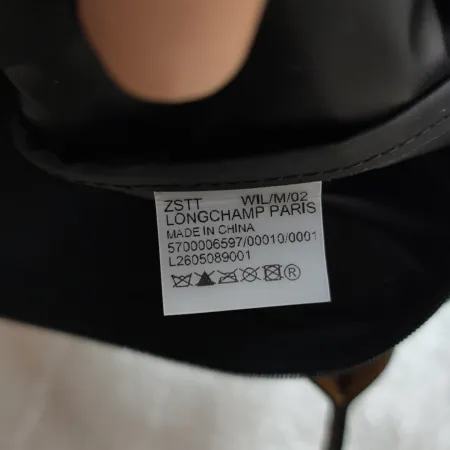 ZSTT WIL/M/02
LONGCHAMP PARIS
MADE IN CHINA
5700006597/00010/0001
L2605089001
®